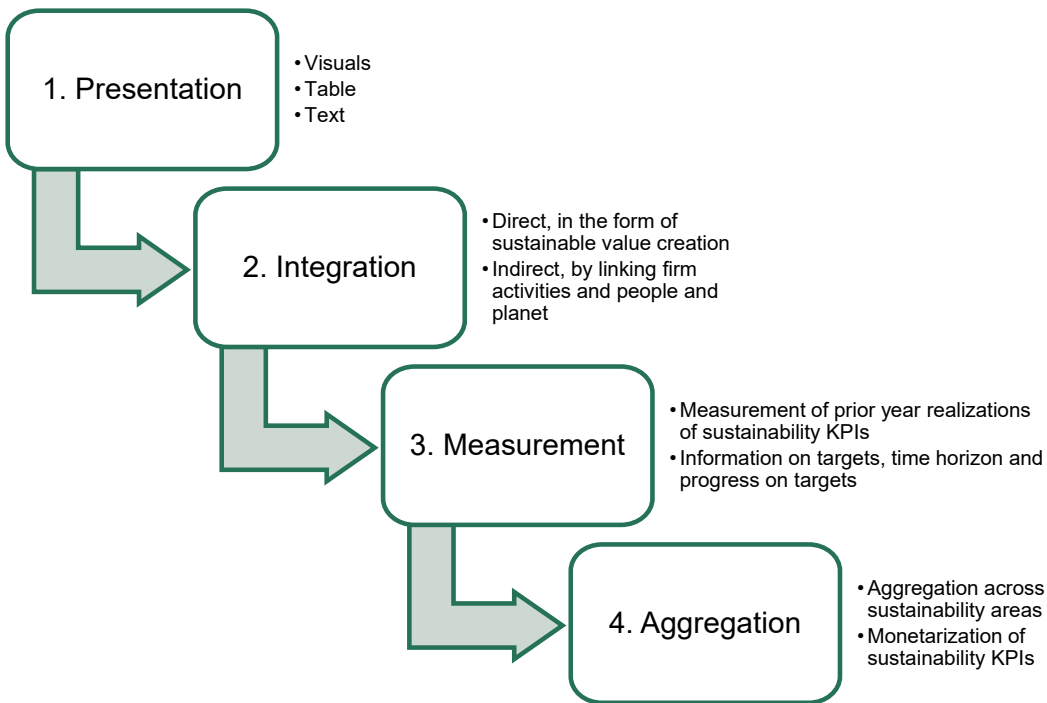 1. Presentation
• Visuals
• Table
• Text
2. Integration
• Direct, in the form of
sustainable value creation
• Indirect, by linking firm
activities and people and
planet
3. Measurement
• Measurement of prior year realizations
of sustainability KPIs
• Information on targets, time horizon and
progress on targets
4. Aggregation
• Aggregation across
sustainability areas
• Monetarization of
sustainability KPIs